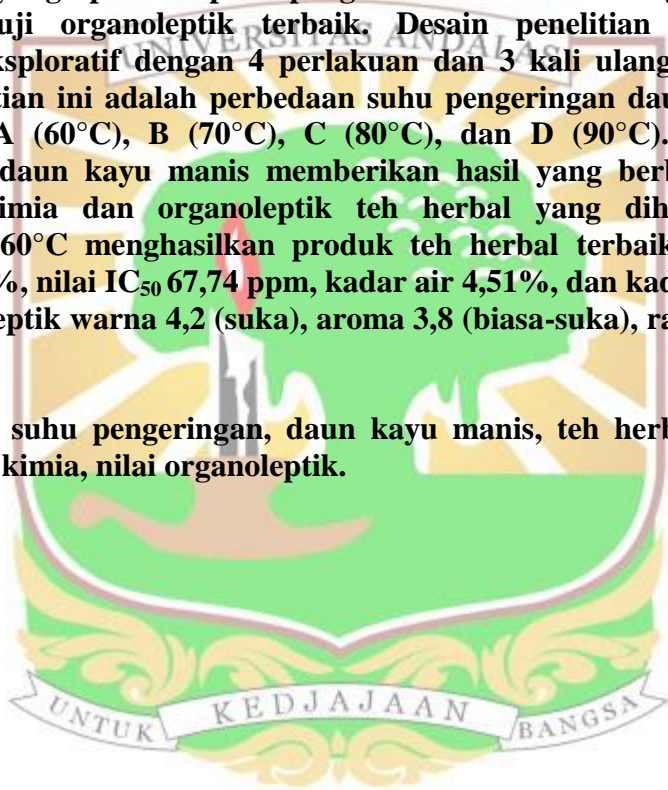 uji organoleptik terbaik. Desain penelitian
UNIVERSITAS ANDALAS
ksploratif dengan 4 perlakuan dan 3 kali ulang
tian ini adalah perbedaan suhu pengeringan dau
A (60°C), B (70°C), C (80°C), dan D (90°C).
daun kayu manis memberikan hasil yang berb
kimia dan organoleptik teh herbal yang dih
60°C menghasilkan produk teh herbal terbaik
%, nilai IC₅₀ 67,74 ppm, kadar air 4,51%, dan kad
eptik warna 4,2 (suka), aroma 3,8 (biasa-suka), ra
suhu pengeringan, daun kayu manis, teh herb
kimia, nilai organoleptik.
UNTUK KEDJAJAAN BANGSA